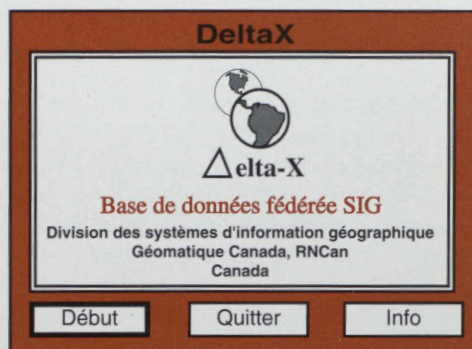 DeltaX
Δelta-X
Base de données fédérée SIG
Division des systèmes d'information géographique
Géomatique Canada, RNCan
Canada
Début Quitter Info